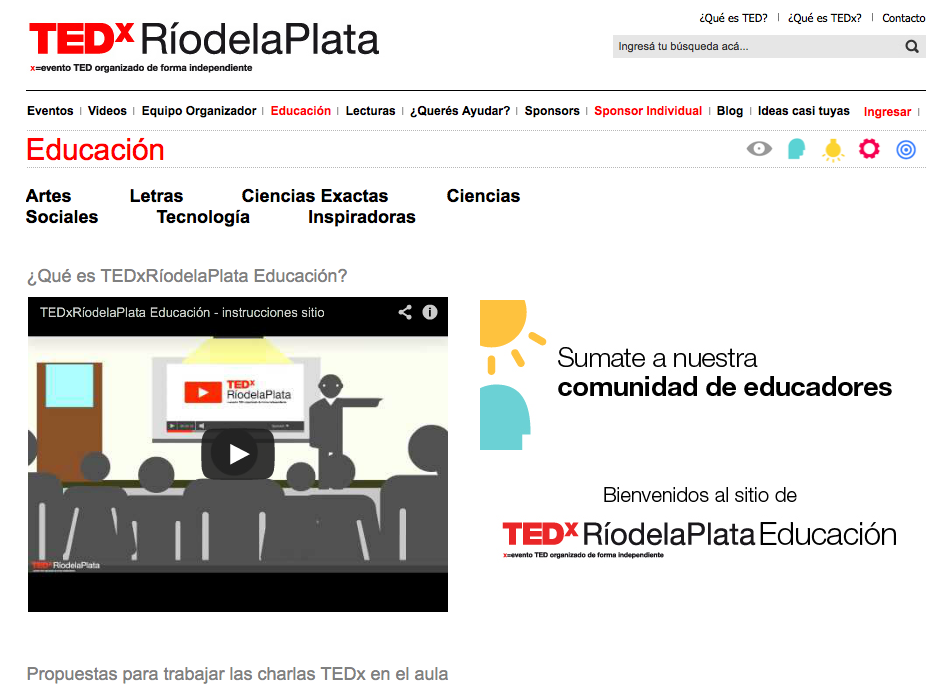 ¿Qué es TED? | ¿Qué es TEDx? | Contacto
TEDx RíodelaPlata
x=evento TED organizado de forma independiente
Ingresá tu búsqueda acá...
Eventos | Videos | Equipo Organizador | Educación | Lecturas | ¿Querés Ayudar? | Sponsors | Sponsor Individual | Blog | Ideas casi tuyas Ingresar |
Educación
Artes Letras Ciencias Exactas Ciencias
Sociales Tecnología Inspiradoras
¿Qué es TEDxRíodelaPlata Educación?
TEDxRíodelaPlata Educación - instrucciones sitio
TEDx
RíodelaPlata
TEDx RíodelaPlata
Sumate a nuestra
comunidad de educadores
Bienvenidos al sitio de
TEDx RíodelaPlata Educación
x=evento TED organizado de forma independiente
Propuestas para trabajar las charlas TEDx en el aula